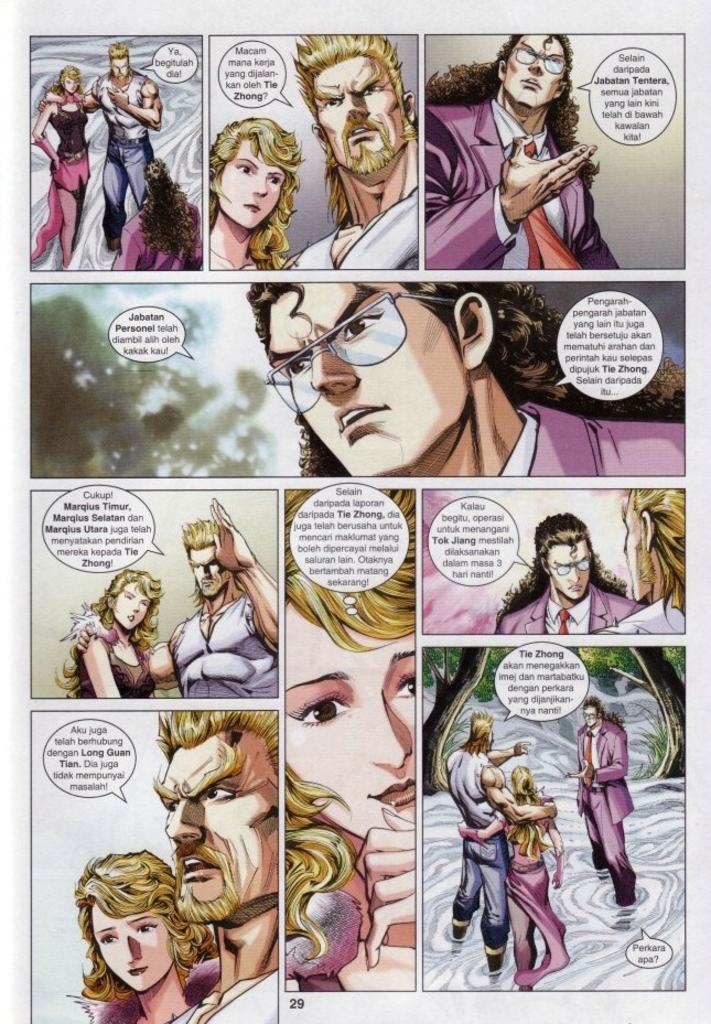 Ya,
begitulah
dia!
Macam
mana kerja
yang dijalan-
kan oleh Tie
Zhong?
Selain
daripada
Jabatan Tentera,
semua jabatan
yang lain kini
telah di bawah
kawalan
kita!
Jabatan
Personel telah
diambil alih oleh
kakak kau!
Pengarah-
pengarah jabatan
yang lain itu juga
telah bersetuju akan
mematuhi arahan dan
perintah kau selepas
dipujuk Tie Zhong.
Selain daripada
itu...
Cukup!
Marqius Timur,
Marqius Selatan dan
Marqius Utara juga telah
menyatakan pendirian
mereka kepada Tie
Zhong!
Selain
daripada laporan
daripada Tie Zhong, dia
juga telah berusaha untuk
mencari maklumat yang
boleh dipercayai melalui
saluran lain. Otaknya
bertambah matang
sekarang!
Kalau
begitu, operasi
untuk menangani
Tok Jiang mestilah
dilaksanakan
dalam masa 3
hari nanti!
Aku juga
telah berhubung
dengan Long Guan
Tian. Dia juga
tidak mempunyai
masalah!
Tie Zhong
akan menegakkan
imej dan martabatku
dengan perkara
yang dijanjikan-
nya nanti!
Perkara
apa?
29